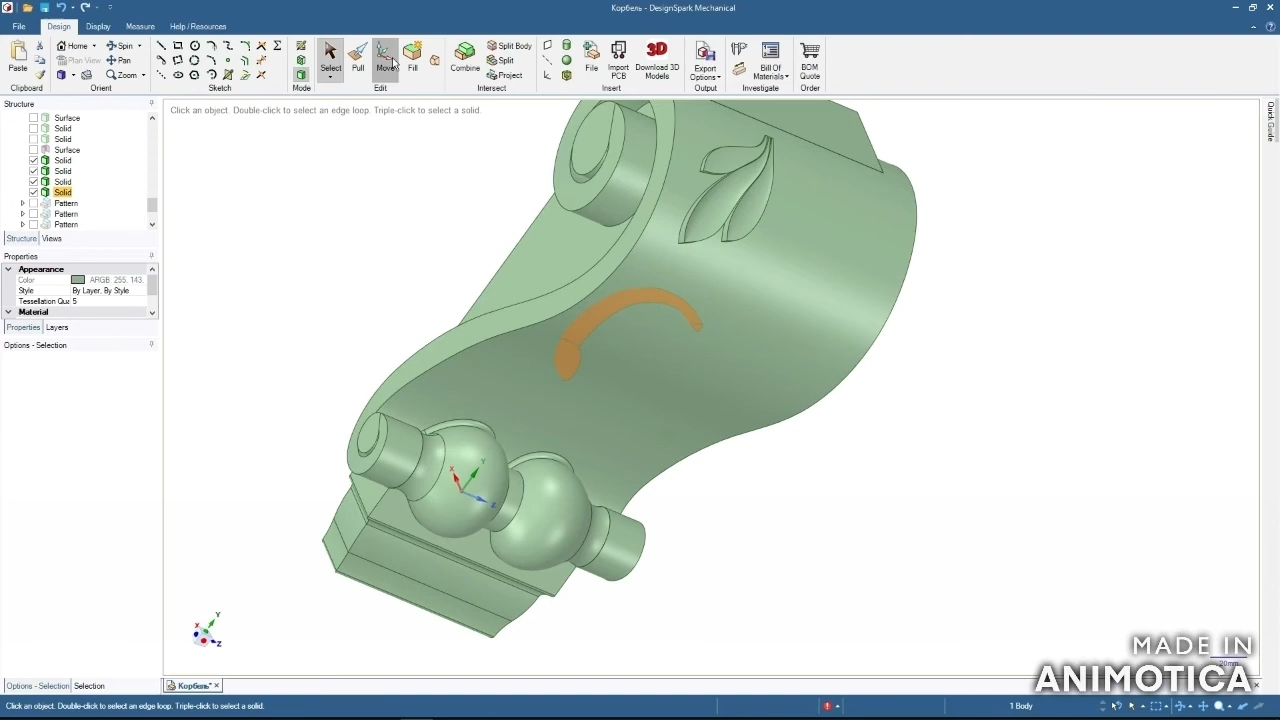 Корбель - DesignSpark Mechanical
File Design Display Measure Help / Resources
Paste
Home Spin
Plan View Pan
Zoom
Select Pull Move Fill
Combine
Split Body
Split
Project
File Import PCB Download 3D Models
Export Options
Bill Of Materials
BOM Quote
Clipboard Orient Sketch Mode Edit Intersect Insert Output Investigate Order
Structure
Surface
Solid
Solid
Surface
Solid
Solid
Solid
Solid
Pattern
Pattern
Pattern
Structure Views
Properties
Appearance
Color ARGB: 255, 143,
Style By Layer, By Style
Tessellation Qua 5
Material
Properties Layers
Options - Selection
Click an object. Double-click to select an edge loop. Triple-click to select a solid.
Quick Guide
X
Y
Z
Y
X
Z
20mm
MADE IN
ANIMOTICA
Options - Selection Selection
Корбель*
Click an object. Double-click to select an edge loop. Triple-click to select a solid.
1 Body